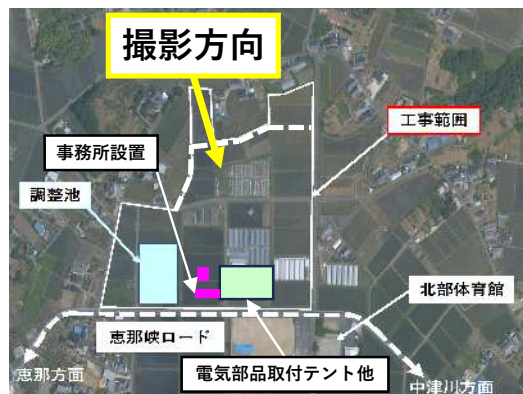 撮影方向
工事範囲
事務所設置
調整池
北部体育館
恵那峡ロード
恵那方面
電気部品取付テント他
中津川方面